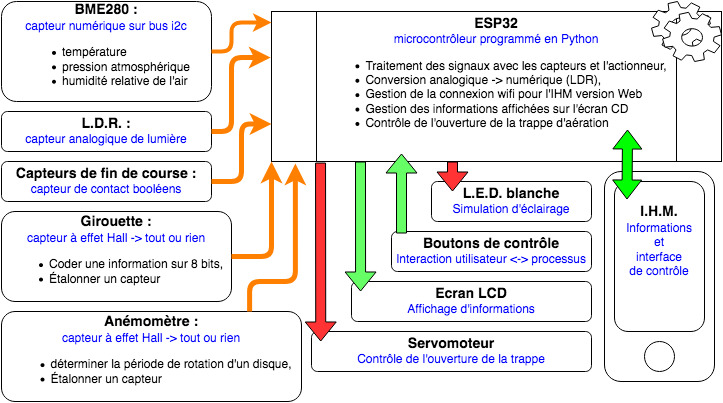 BME280 :
capteur numérique sur bus i2c
• température
• pression atmosphérique
• humidité relative de l'air
L.D.R. :
capteur analogique de lumière
Capteurs de fin de course :
capteur de contact booléens
Girouette :
capteur à effet Hall -> tout ou rien
• Coder une information sur 8 bits,
• Étalonner un capteur
Anémomètre :
capteur à effet Hall -> tout ou rien
• déterminer la période de rotation d'un disque,
• Étalonner un capteur
ESP32
microcontrôleur programmé en Python
• Traitement des signaux avec les capteurs et l'actionneur,
• Conversion analogique -> numérique (LDR),
• Gestion de la connexion wifi pour l'IHM version Web
• Gestion des informations affichées sur l'écran CD
• Contrôle de l'ouverture de la trappe d'aération
L.E.D. blanche
Simulation d'éclairage
Boutons de contrôle
Interaction utilisateur <-> processus
Ecran LCD
Affichage d'informations
Servomoteur
Contrôle de l'ouverture de la trappe
I.H.M.
Informations
et
interface
de contrôle